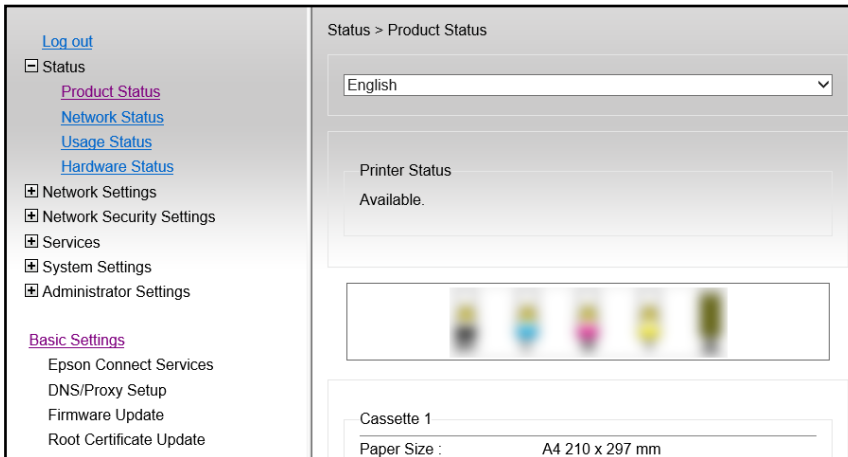 Log out
Status
Product Status
Network Status
Usage Status
Hardware Status
Network Settings
Network Security Settings
Services
System Settings
Administrator Settings
Basic Settings
Epson Connect Services
DNS/Proxy Setup
Firmware Update
Root Certificate Update
Status > Product Status
English
Printer Status
Available.
Cassette 1
Paper Size : A4 210 x 297 mm